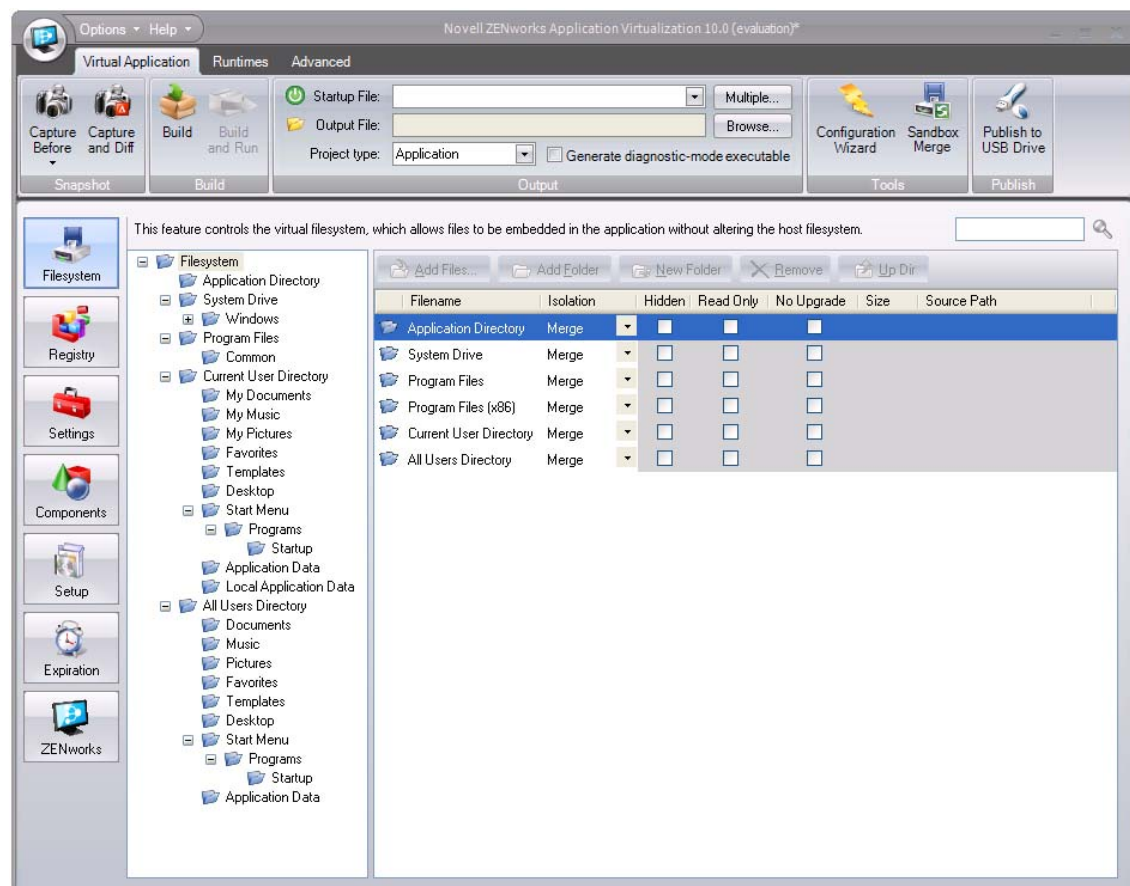 Options Help Novell ZENworks Application Virtualization 10.0 (evaluation)*
Virtual Application Runtimes Advanced
Capture Before
Capture and Diff
Build
Build and Run
Startup File: Multiple...
Output File: Browse...
Project type: Application Generate diagnostic-mode executable
Configuration Wizard
Sandbox Merge
Publish to USB Drive
Snapshot Build Output Tools Publish
This feature controls the virtual filesystem, which allows files to be embedded in the application without altering the host filesystem.
Filesystem
Registry
Settings
Components
Setup
Expiration
ZENworks
Filesystem
Application Directory
System Drive
Windows
Program Files
Common
Current User Directory
My Documents
My Music
My Pictures
Favorites
Templates
Desktop
Start Menu
Programs
Startup
Application Data
Local Application Data
All Users Directory
Documents
Music
Pictures
Favorites
Templates
Desktop
Start Menu
Programs
Startup
Application Data
Add Files... Add Folder New Folder Remove Up Dir
Filename Isolation Hidden Read Only No Upgrade Size Source Path
Application Directory Merge
System Drive Merge
Program Files Merge
Program Files (x86) Merge
Current User Directory Merge
All Users Directory Merge